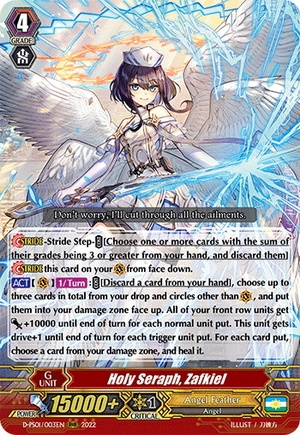 4
GRADE
Don't worry, I'll cut through all the ailments.
STRIDE-Stride Step-[Choose one or more cards with the sum of
their grades being 3 or greater from your hand, and discard them]
STRIDE this card on your from face down.
ACT[ ] 1/Turn : [Discard a card from your hand], choose up to
three cards in total from your drop and circles other than , and put
them into your damage zone face up. All of your front row units get
+10000 until end of turn for each normal unit put. This unit gets
drive+1 until end of turn for each trigger unit put. For each card put,
choose a card from your damage zone, and call it to .
G
UNIT
Holy Seraph, Zafkiel
POWER
15000+
1
CRITICAL
Angel Feather
Angel
D-PS01/003EN RRR 2022
ILLUST / 刀彼方